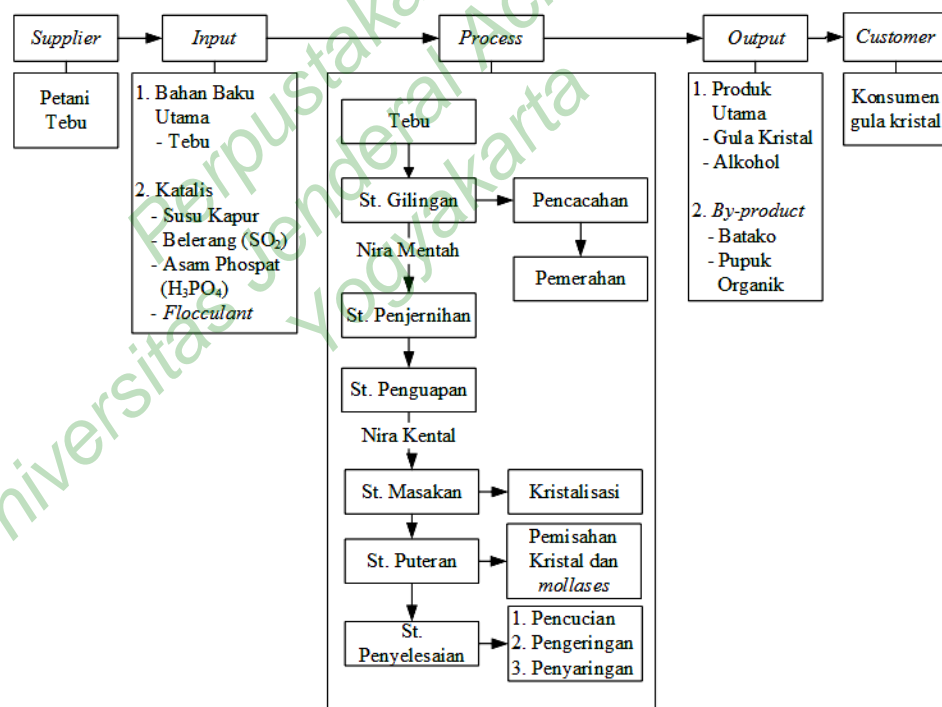 Supplier
Input
Process
Output
Customer
Petani
Tebu
1. Bahan Baku
Utama
- Tebu
2. Katalis
- Susu Kapur
- Belerang (SO₂)
- Asam Phospat
(H₃PO₄)
- Flocculant
Tebu
St. Gilingan
Pencacahan
Nira Mentah
Pemerahan
St. Penjernihan
St. Penguapan
Nira Kental
St. Masakan
Kristalisasi
St. Puteran
Pemisahan
Kristal dan
mollases
St.
Penyelesaian
1. Pencucian
2. Pengeringan
3. Penyaringan
1. Produk
Utama
- Gula Kristal
- Alkohol
2. By-product
- Batako
- Pupuk
Organik
Konsumen
gula kristal
Jenderal
Yogyakarta